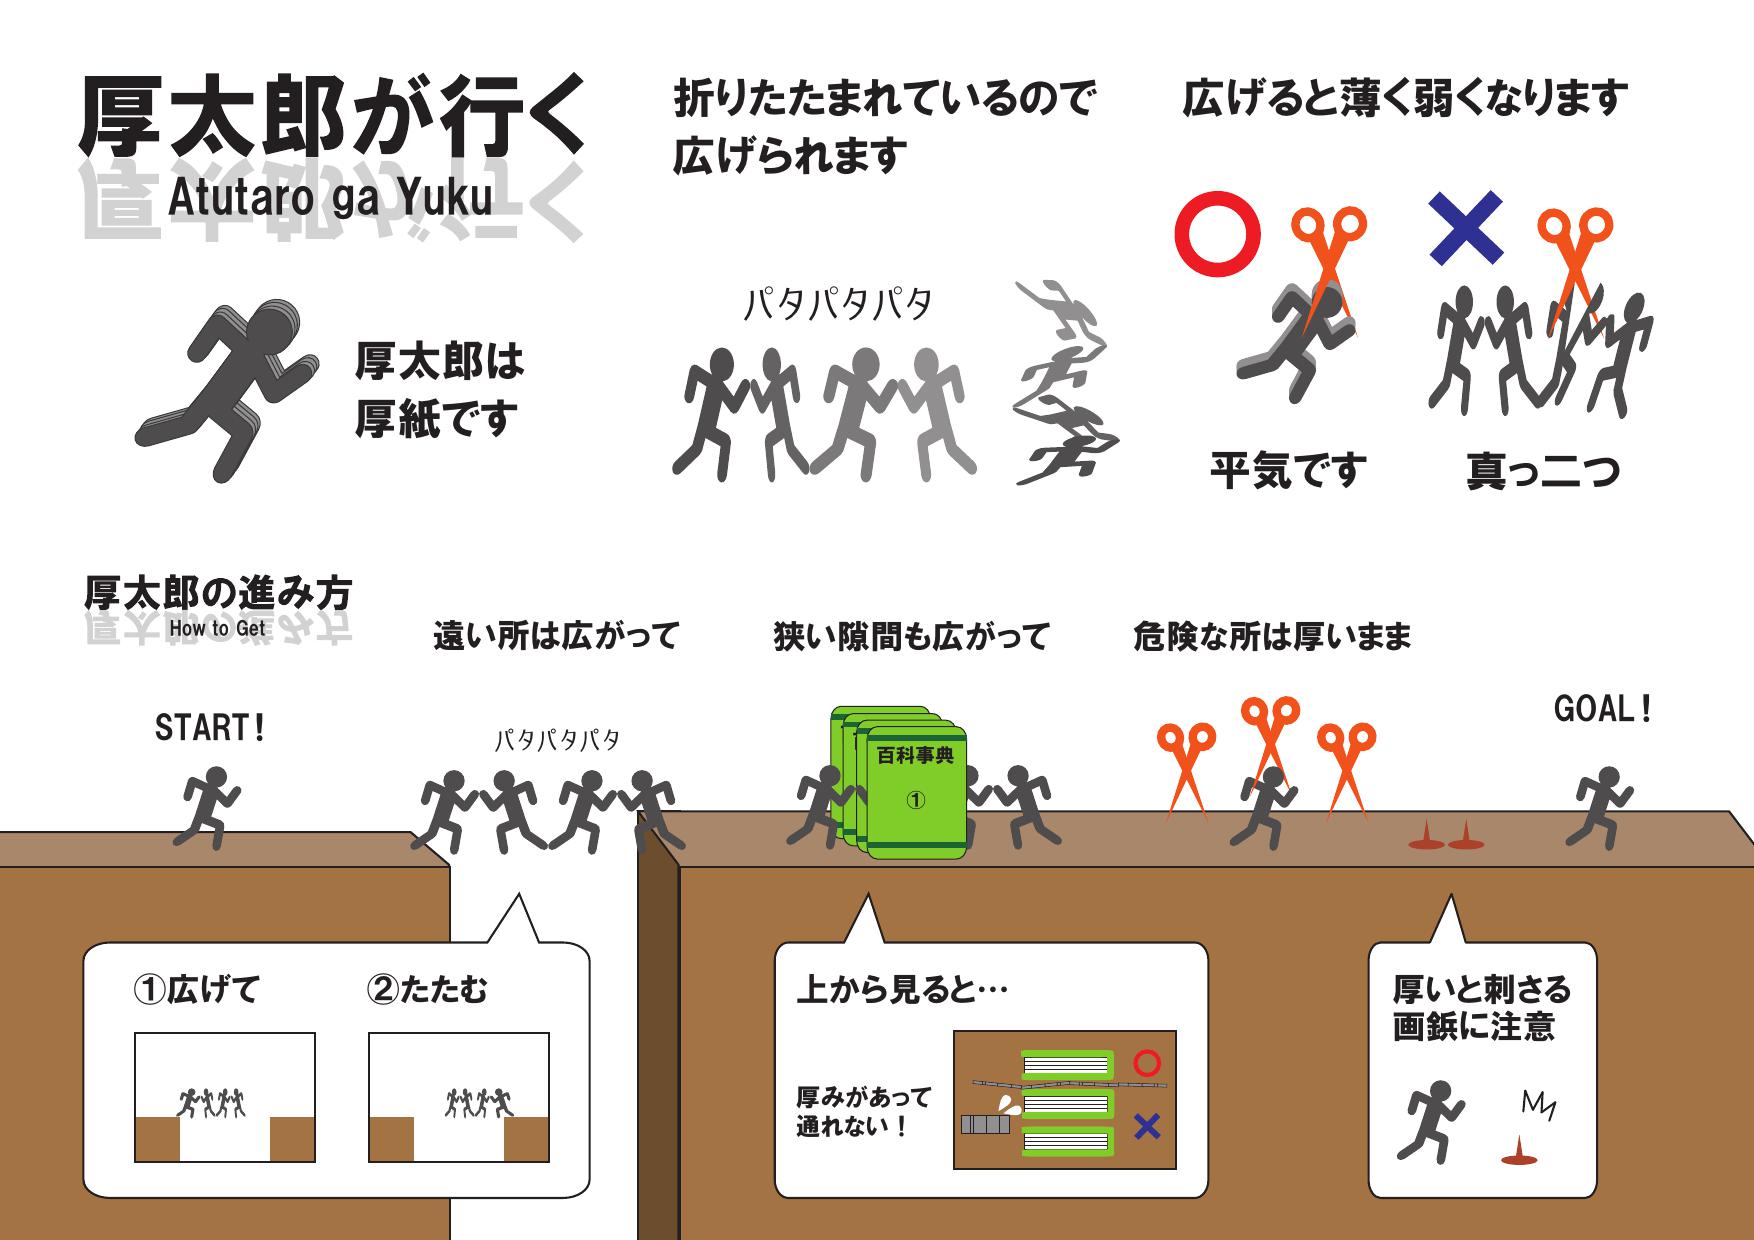 厚太郎が行く
Atutaro ga Yuku
厚太郎は
厚紙です
折りたたまれているので
広げられます
パタパタパタ
広げると薄く弱くなります
平気です
真っ二つ
厚太郎の進み方
How to Get
遠い所は広がって
狭い隙間も広がって
危険な所は厚いまま
START!
パタパタパタ
百科事典
①
GOAL!
①広げて
②たたむ
上から見ると…
厚みがあって
通れない！
厚いと刺さる
画鋲に注意